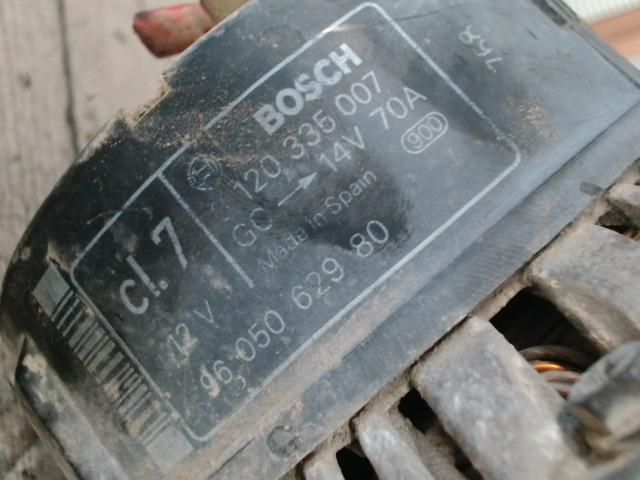 BOSCH
120 335 007
GC → 14V 70A
900
Made in Spain
cl.7
12 V
96 050 629 80